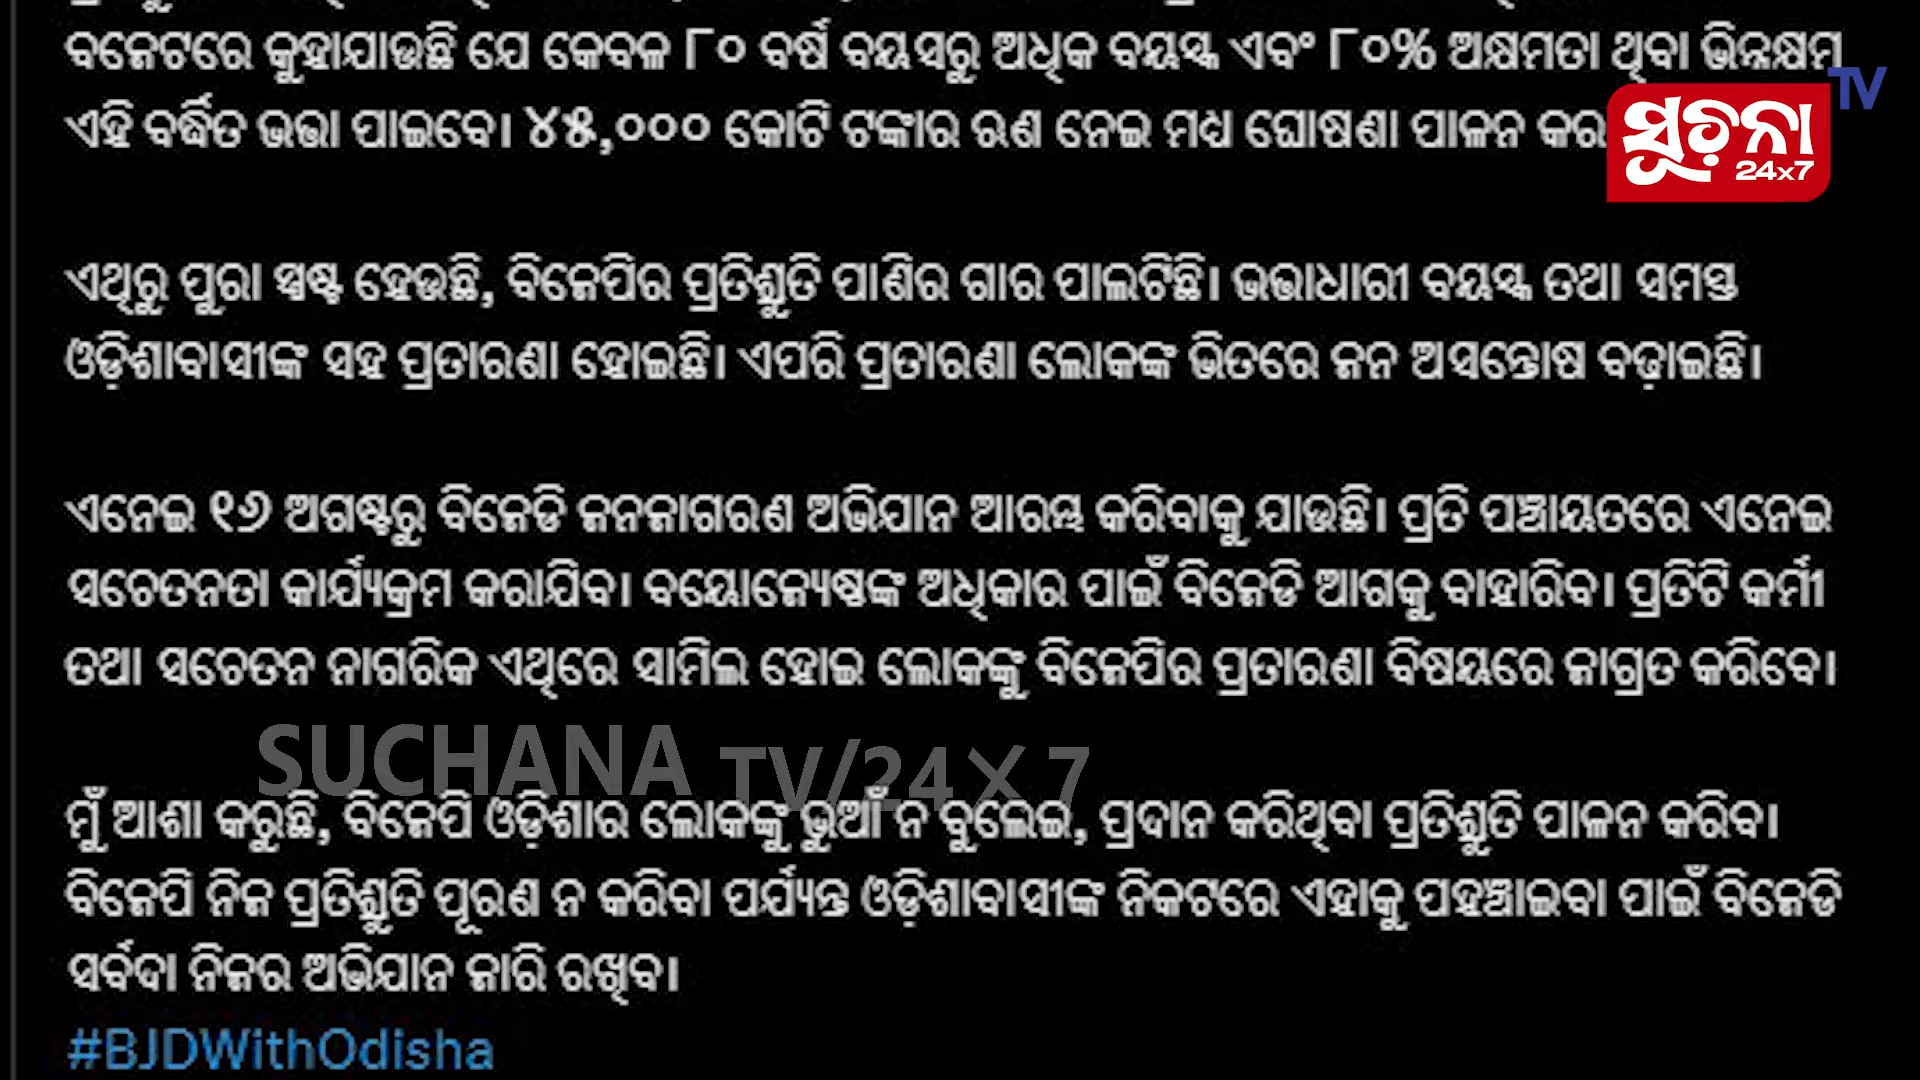 ବଜେଟରେ କୁହାଯାଉଛି ଯେ କେବଳ ୮୦ ବର୍ଷ ବୟସରୁ ଅଧିକ ବୟସ୍କ ଏବଂ ୮୦% ଅକ୍ଷମତା ଥିବା ଭିନ୍ନକ୍ଷମ
ଏହି ବର୍ଦ୍ଧିତ ଭତ୍ତା ପାଇବେ। ୪୫,୦୦୦ କୋଟି ଟଙ୍କାର ଋଣ ନେଇ ମଧ୍ୟ ଘୋଷଣା ପାଳନ କର
TV
ସୂଚନା
24x7
ଏଥିରୁ ପୁରା ସ୍ପଷ୍ଟ ହେଉଛି, ବିଜେପିର ପ୍ରତିଶ୍ରୁତି ପାଣିର ଗାର ପାଲଟିଛି। ଭତ୍ତାଧାରୀ ବୟସ୍କ ତଥା ସମସ୍ତ
ଓଡ଼ିଶାବାସୀଙ୍କ ସହ ପ୍ରତାରଣା ହୋଇଛି। ଏପରି ପ୍ରତାରଣା ଲୋକଙ୍କ ଭିତରେ ଜନ ଅସନ୍ତୋଷ ବଢ଼ାଇଛି।
ଏନେଇ ୧୬ ଅଗଷ୍ଟରୁ ବିଜେଡି ଜନଜାଗରଣ ଅଭିଯାନ ଆରମ୍ଭ କରିବାକୁ ଯାଉଛି। ପ୍ରତି ପଞ୍ଚାୟତରେ ଏନେଇ
ସଚେତନତା କାର୍ଯ୍ୟକ୍ରମ କରାଯିବ। ବୟୋଜ୍ୟେଷ୍ଠଙ୍କ ଅଧିକାର ପାଇଁ ବିଜେଡି ଆଗକୁ ବାହାରିବ। ପ୍ରତିଟି କର୍ମୀ
ତଥା ସଚେତନ ନାଗରିକ ଏଥିରେ ସାମିଲ ହୋଇ ଲୋକଙ୍କୁ ବିଜେପିର ପ୍ରତାରଣା ବିଷୟରେ ଜାଗ୍ରତ କରିବେ।
SUCHANA TV/24X7
ମୁଁ ଆଶା କରୁଛି, ବିଜେପି ଓଡ଼ିଶାର ଲୋକଙ୍କୁ ଭୁଆଁ ନ ବୁଲେଇ, ପ୍ରଦାନ କରିଥିବା ପ୍ରତିଶ୍ରୁତି ପାଳନ କରିବ।
ବିଜେପି ନିଜ ପ୍ରତିଶ୍ରୁତି ପୂରଣ ନ କରିବା ପର୍ଯ୍ୟନ୍ତ ଓଡ଼ିଶାବାସୀଙ୍କ ନିକଟରେ ଏହାକୁ ପହଞ୍ଚାଇବା ପାଇଁ ବିଜେଡି
ସର୍ବଦା ନିଜର ଅଭିଯାନ ଜାରି ରଖିବ।
#BJDWithOdisha